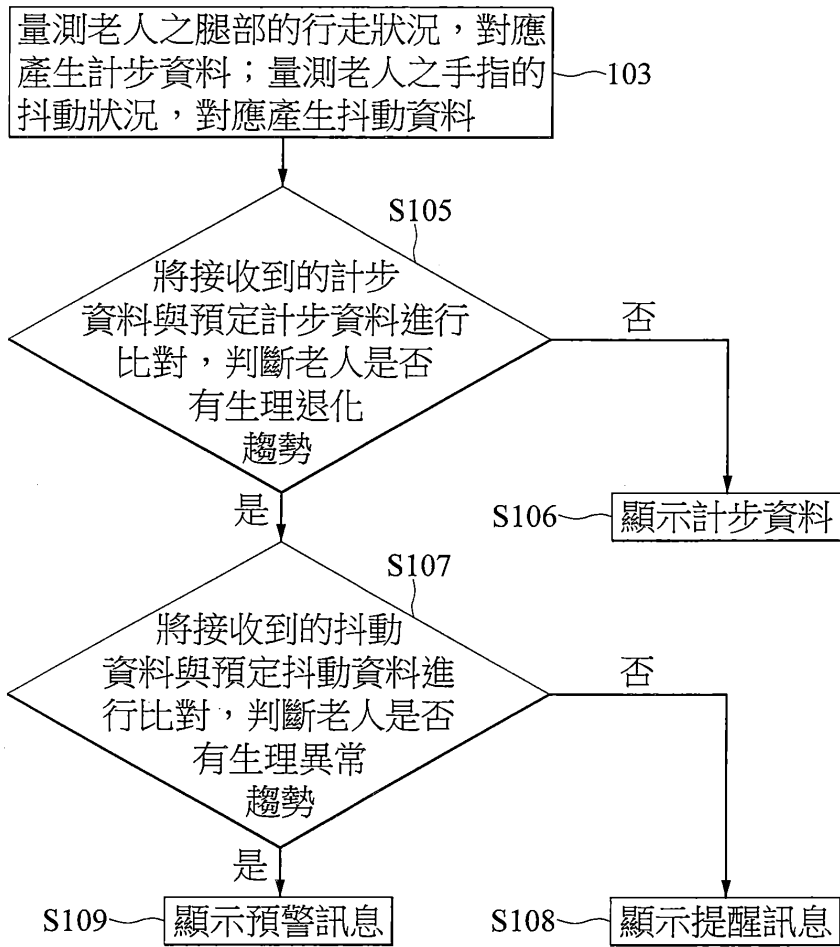 量測老人之腿部的行走狀況，對應
產生計步資料；量測老人之手指的
抖動狀況，對應產生抖動資料
103
S105
將接收到的計步
資料與預定計步資料進行
比對，判斷老人是否
有生理退化
趨勢
否
是
S106
顯示計步資料
S107
將接收到的抖動
資料與預定抖動資料進
行比對，判斷老人是否
有生理異常
趨勢
否
是
S109
顯示預警訊息
S108
顯示提醒訊息